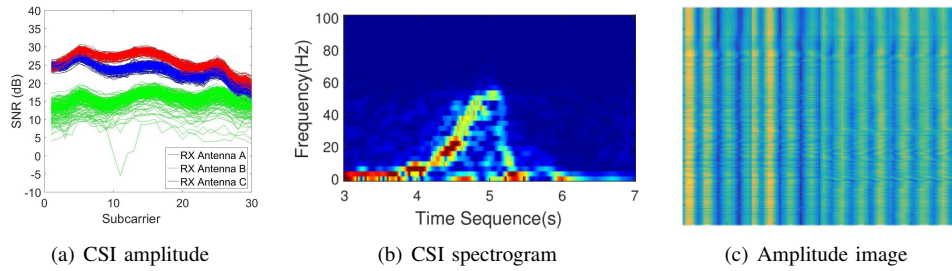 40
35
30
25
20
15
10
5
0
-5
-10
SNR (dB)
0
10
20
30
Subcarrier
RX Antenna A
RX Antenna B
RX Antenna C
(a) CSI amplitude
100
80
60
40
20
0
Frequency(Hz)
3
4
5
6
7
Time Sequence(s)
(b) CSI spectrogram
(c) Amplitude image